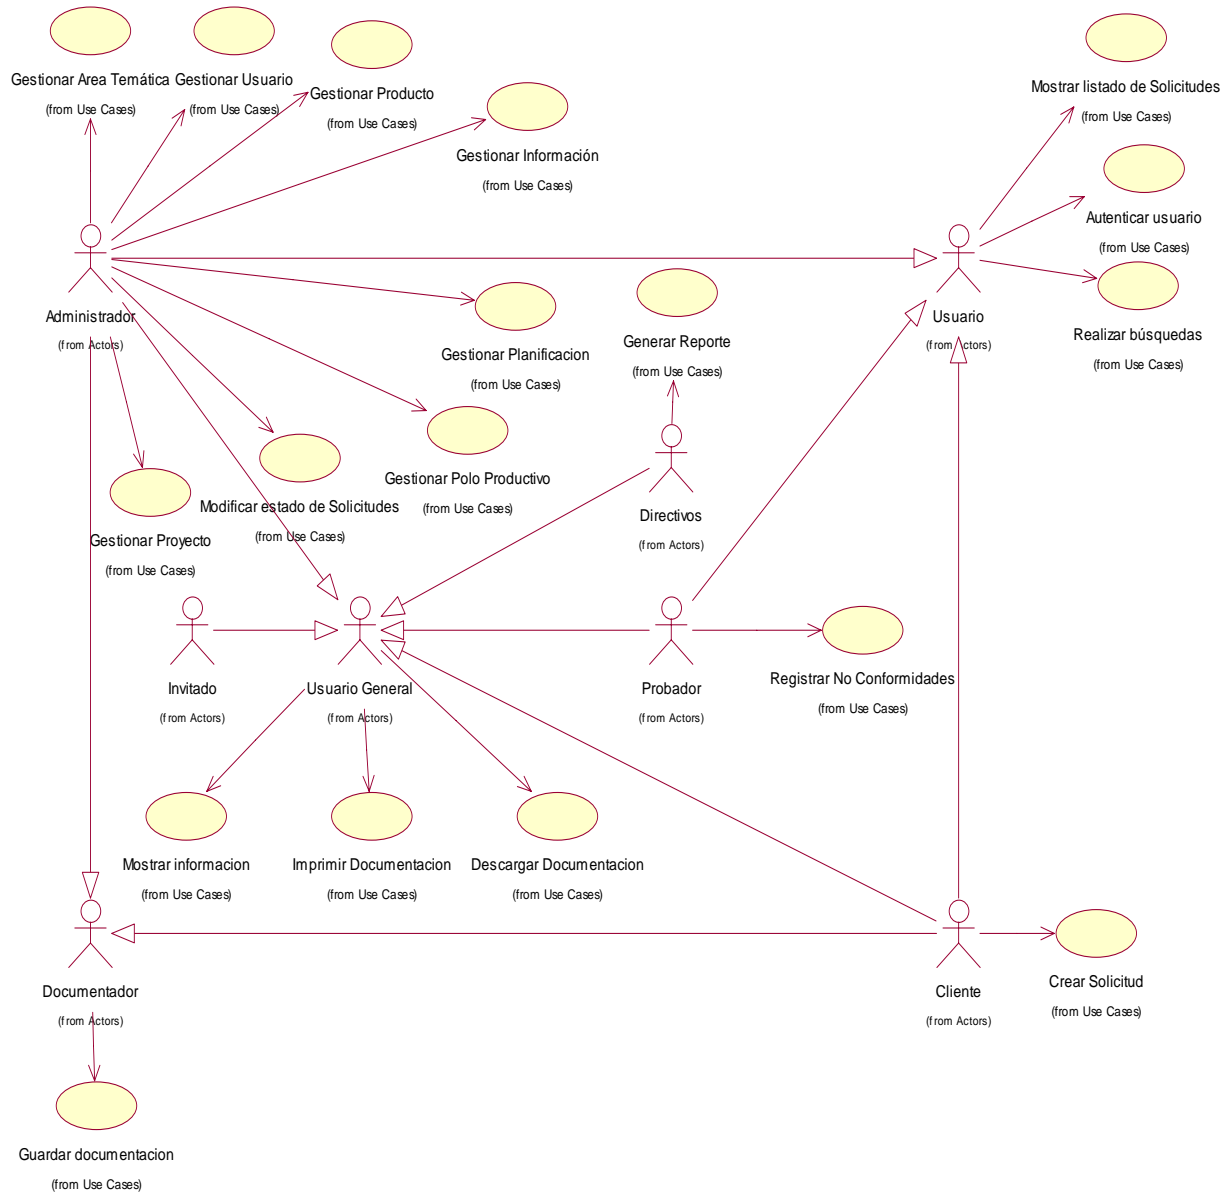 Gestionar Area Temática
(from Use Cases)
Gestionar Usuario
(from Use Cases)
Gestionar Producto
(from Use Cases)
Gestionar Información
(from Use Cases)
Mostrar listado de Solicitudes
(from Use Cases)
Autenticar usuario
(from Use Cases)
Realizar búsquedas
(from Use Cases)
Administrador
(from Actors)
Usuario
(from Actors)
Gestionar Planificacion
(from Use Cases)
Generar Reporte
(from Use Cases)
Gestionar Polo Productivo
(from Use Cases)
Modificar estado de Solicitudes
(from Use Cases)
Gestionar Proyecto
(from Use Cases)
Directivos
(from Actors)
Invitado
(from Actors)
Usuario General
(from Actors)
Probador
(from Actors)
Registrar No Conformidades
(from Use Cases)
Mostrar informacion
(from Use Cases)
Imprimir Documentacion
(from Use Cases)
Descargar Documentacion
(from Use Cases)
Documentador
(from Actors)
Cliente
(from Actors)
Crear Solicitud
(from Use Cases)
Guardar documentacion
(from Use Cases)